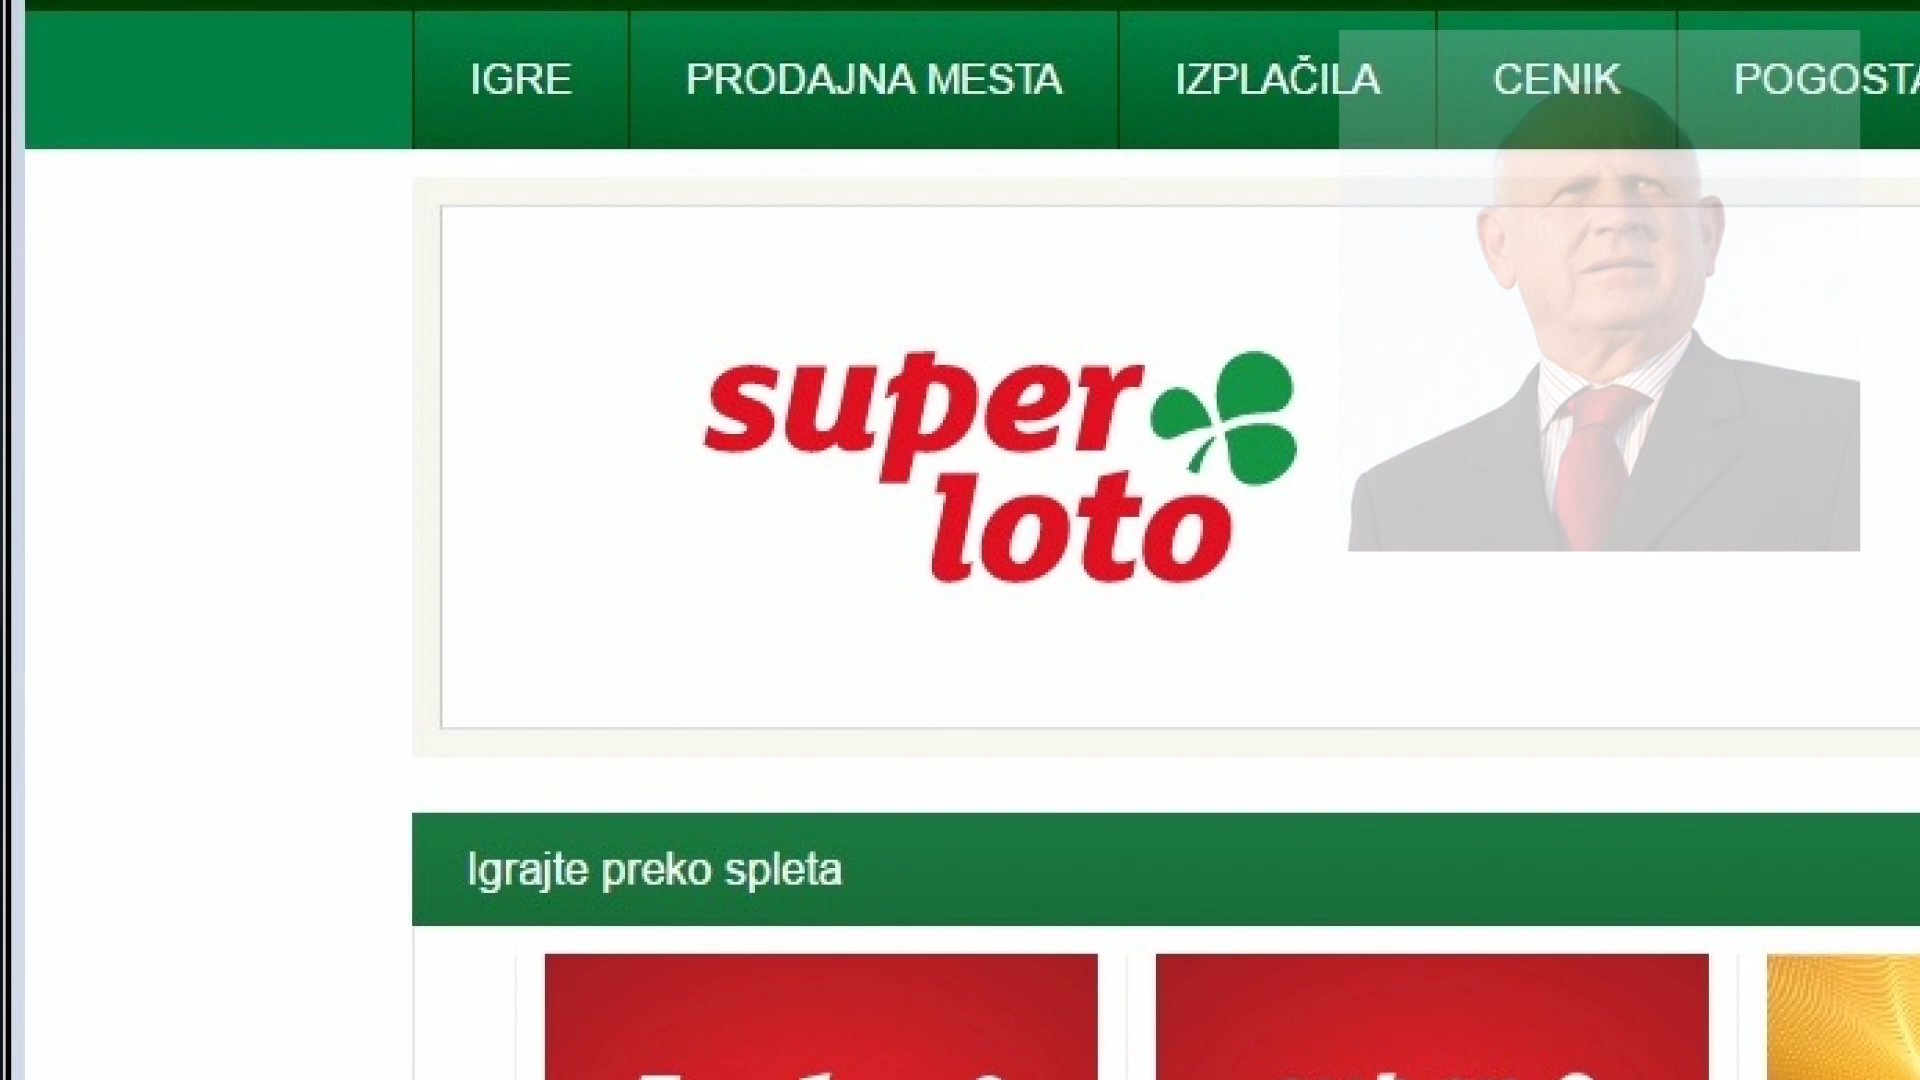 IGRE PRODAJNA MESTA IZPLAČILA CENIK
super
loto
Igrajte preko spleta